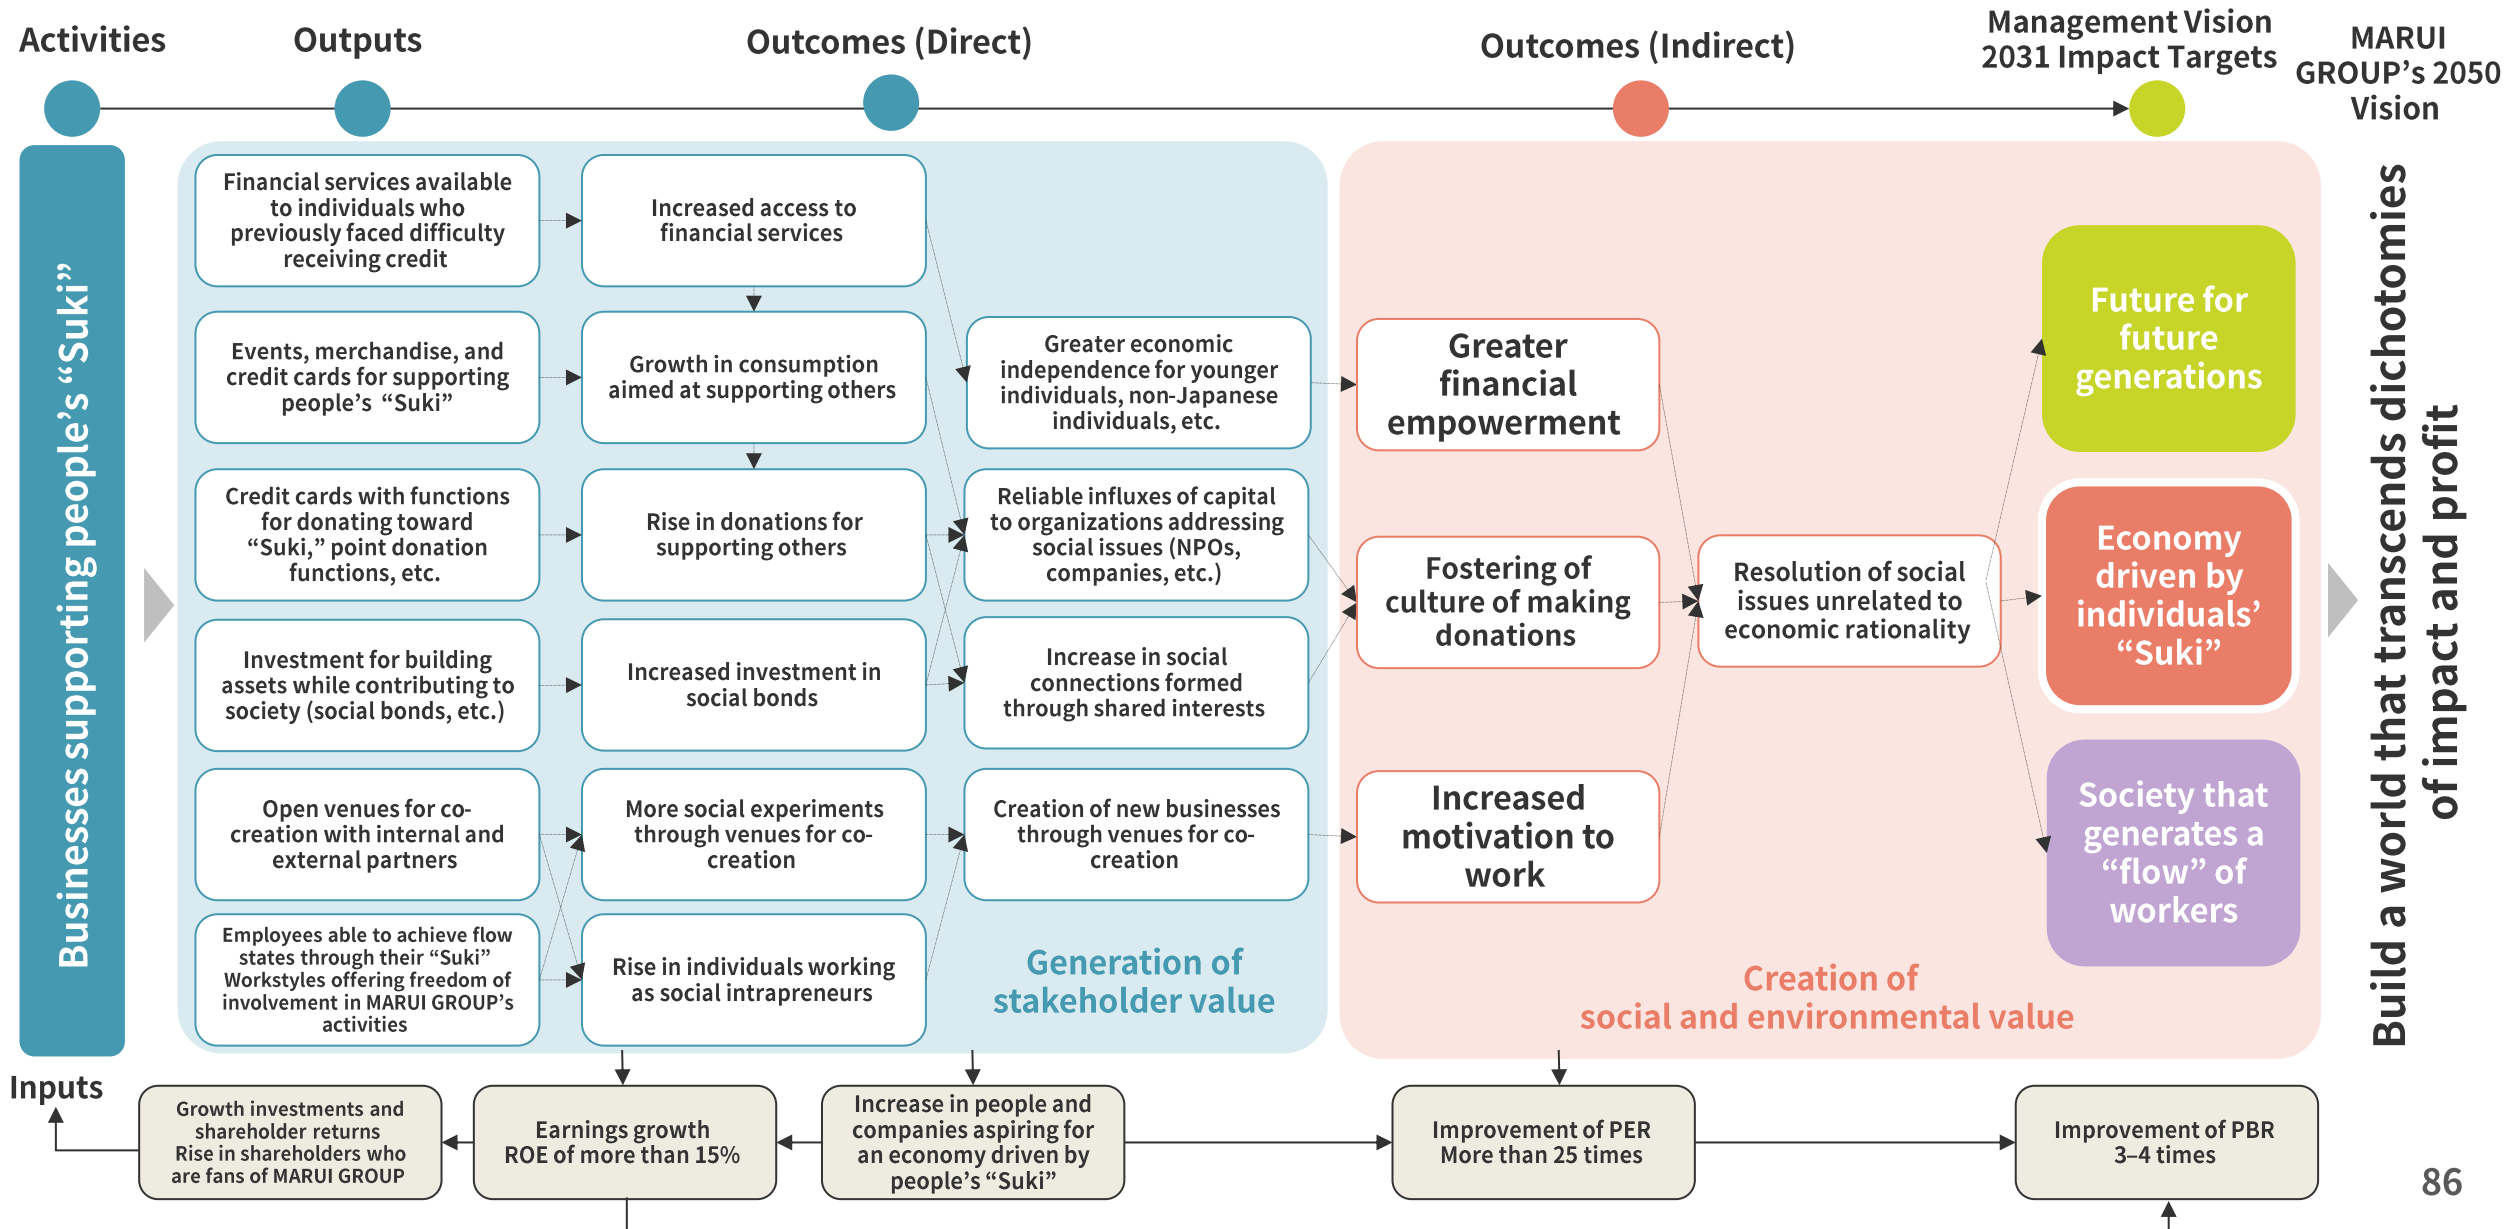 Activities
Outputs
Outcomes (Direct)
Outcomes (Indirect)
Management Vision
2031 Impact Targets
MARUI
GROUP’s 2050
Vision
Businesses supporting people’s “Suki”
Financial services available
to individuals who
previously faced difficulty
receiving credit
Events, merchandise, and
credit cards for supporting
people’s “Suki”
Credit cards with functions
for donating toward
“Suki,” point donation
functions, etc.
Investment for building
assets while contributing to
society (social bonds, etc.)
Open venues for co-
creation with internal and
external partners
Employees able to achieve flow
states through their “Suki”
Workstyles offering freedom of
involvement in MARUI GROUP’s
activities
Increased access to
financial services
Growth in consumption
aimed at supporting others
Rise in donations for
supporting others
Increased investment in
social bonds
More social experiments
through venues for co-
creation
Rise in individuals working
as social intrapreneurs
Greater economic
independence for younger
individuals, non-Japanese
individuals, etc.
Reliable influxes of capital
to organizations addressing
social issues (NPOs,
companies, etc.)
Increase in social
connections formed
through shared interests
Creation of new businesses
through venues for co-
creation
Generation of
stakeholder value
Greater
financial
empowerment
Fostering of
culture of making
donations
Increased
motivation to
work
Resolution of social
issues unrelated to
economic rationality
Creation of
social and environmental value
Future for
future
generations
Economy
driven by
individuals’
“Suki”
Society that
generates a
“flow” of
workers
Build a world that transcends dichotomies
of impact and profit
Inputs
Growth investments and
shareholder returns
Rise in shareholders who
are fans of MARUI GROUP
Earnings growth
ROE of more than 15%
Increase in people and
companies aspiring for
an economy driven by
people’s “Suki”
Improvement of PER
More than 25 times
Improvement of PBR
3–4 times
86